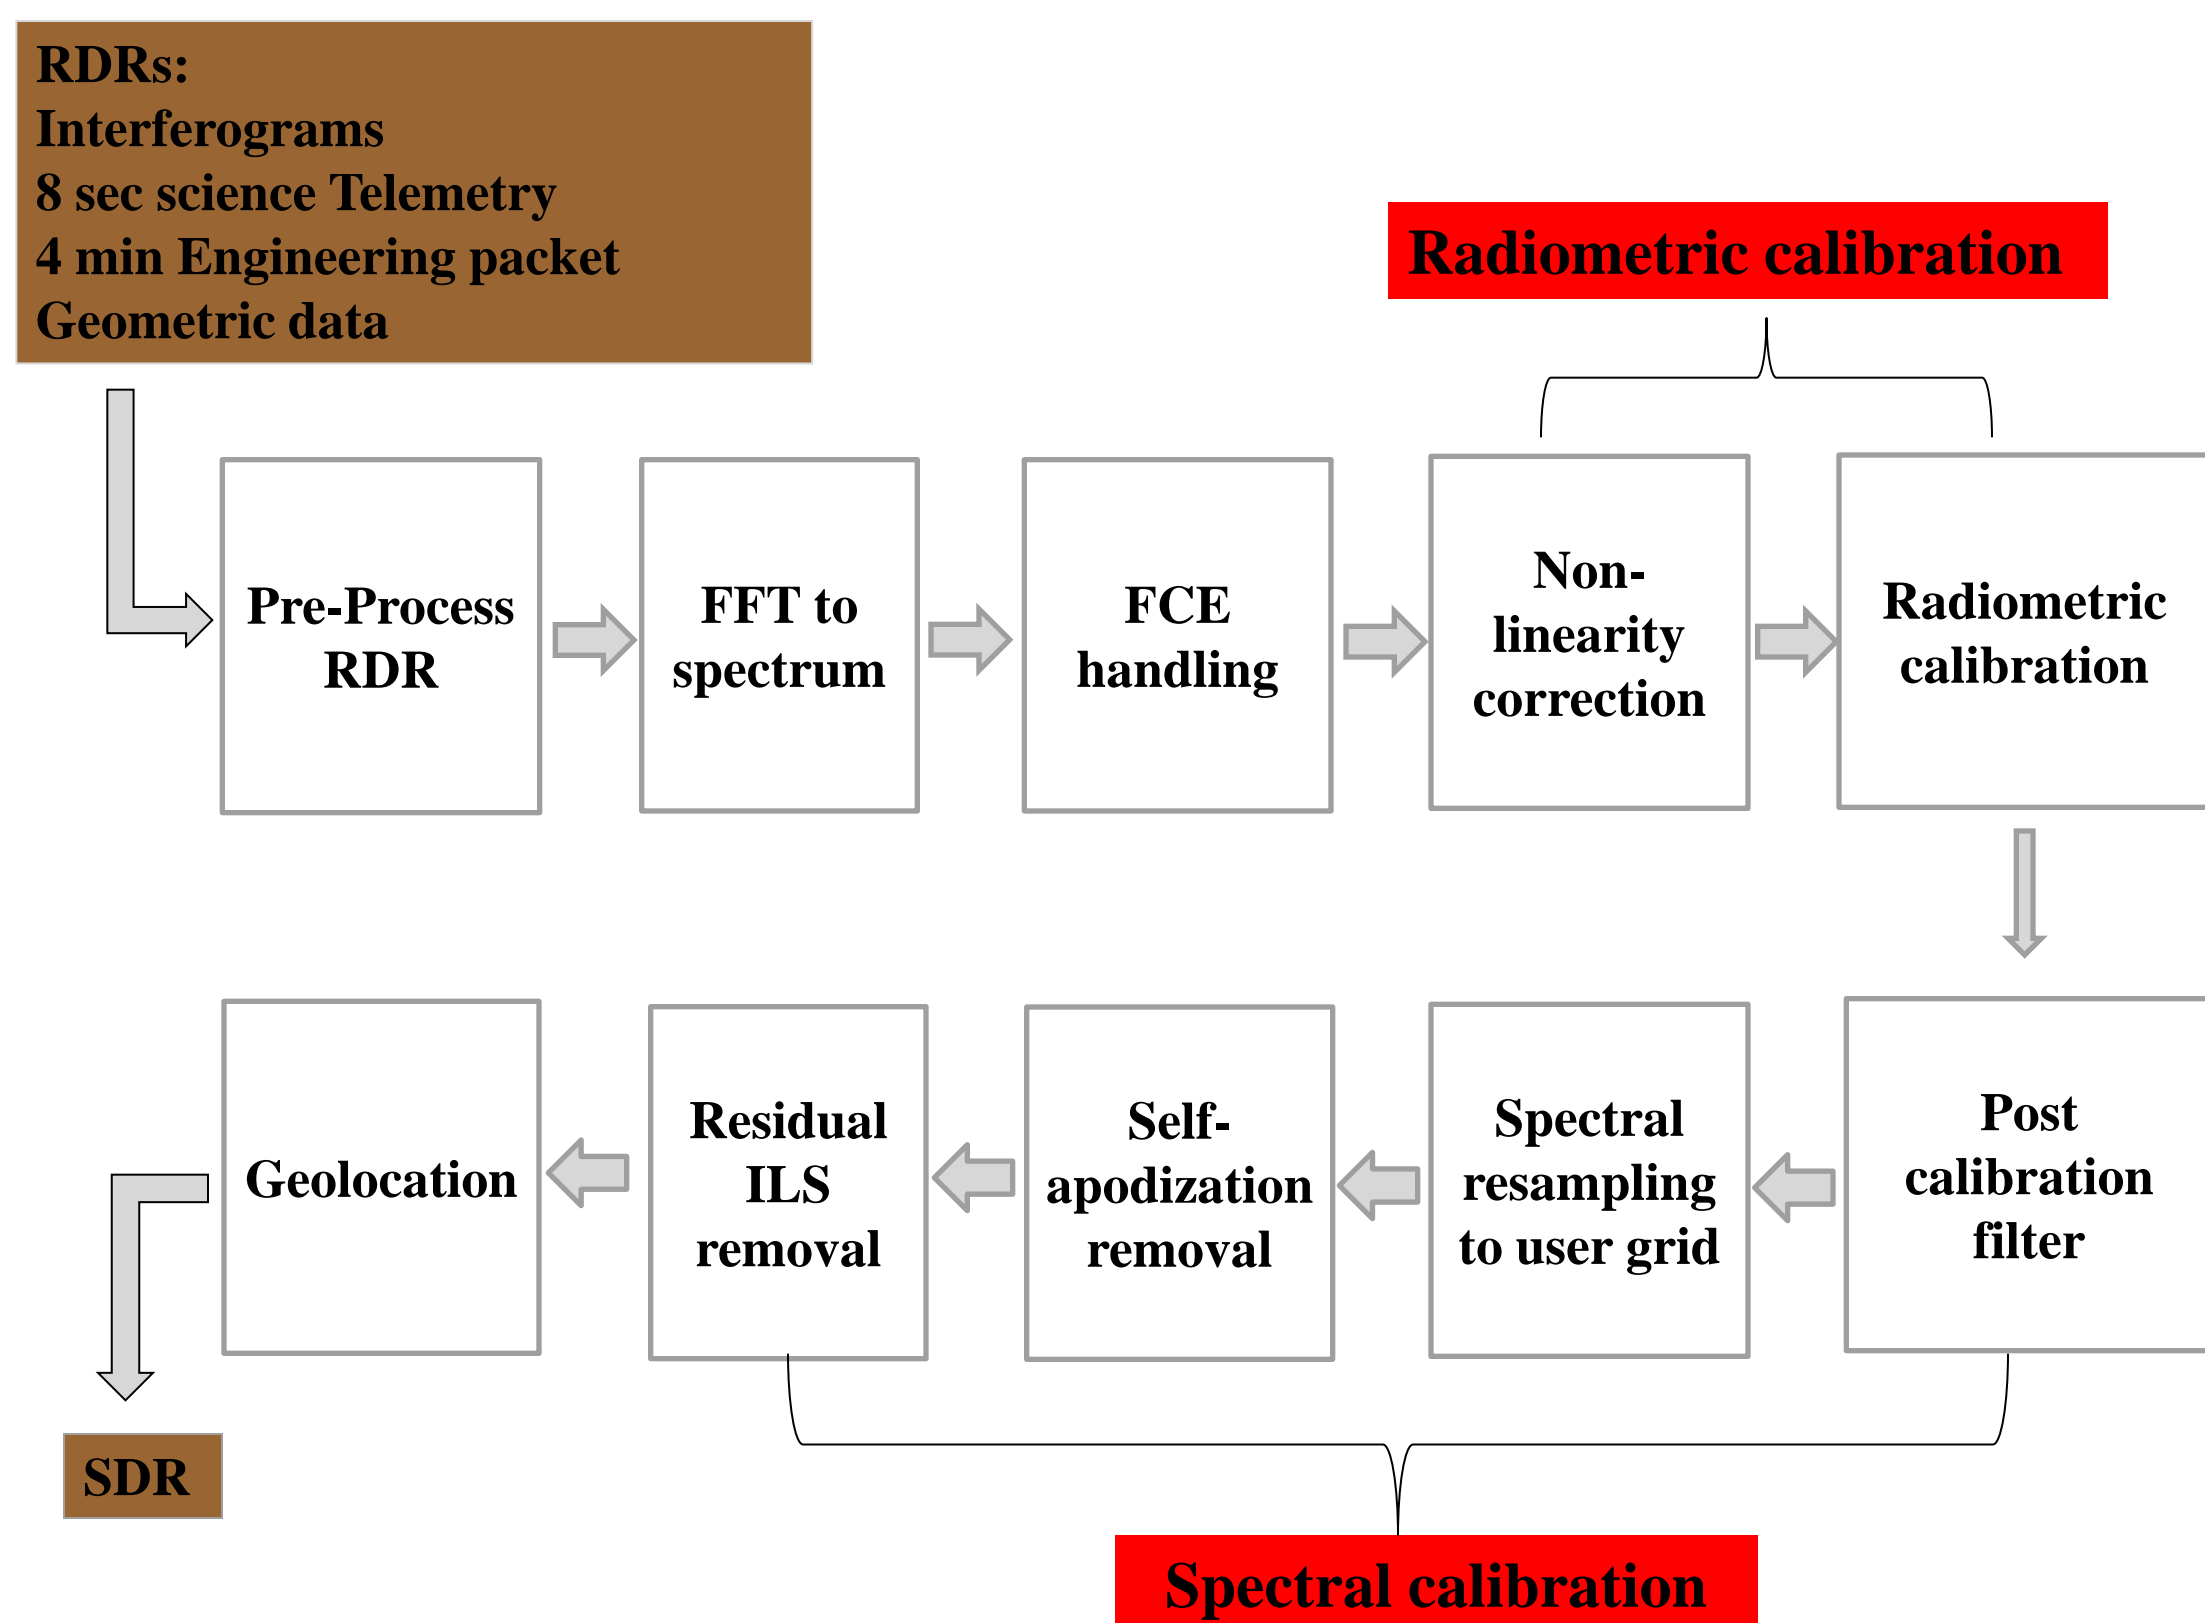 RDRs:
Interferograms
8 sec science Telemetry
4 min Engineering packet
Geometric data
Radiometric calibration
Pre-Process
RDR
FFT to
spectrum
FCE
handling
Non-
linearity
correction
Radiometric
calibration
Geolocation
Residual
ILS
removal
Self-
apodization
removal
Spectral
resampling
to user grid
Post
calibration
filter
SDR
Spectral calibration